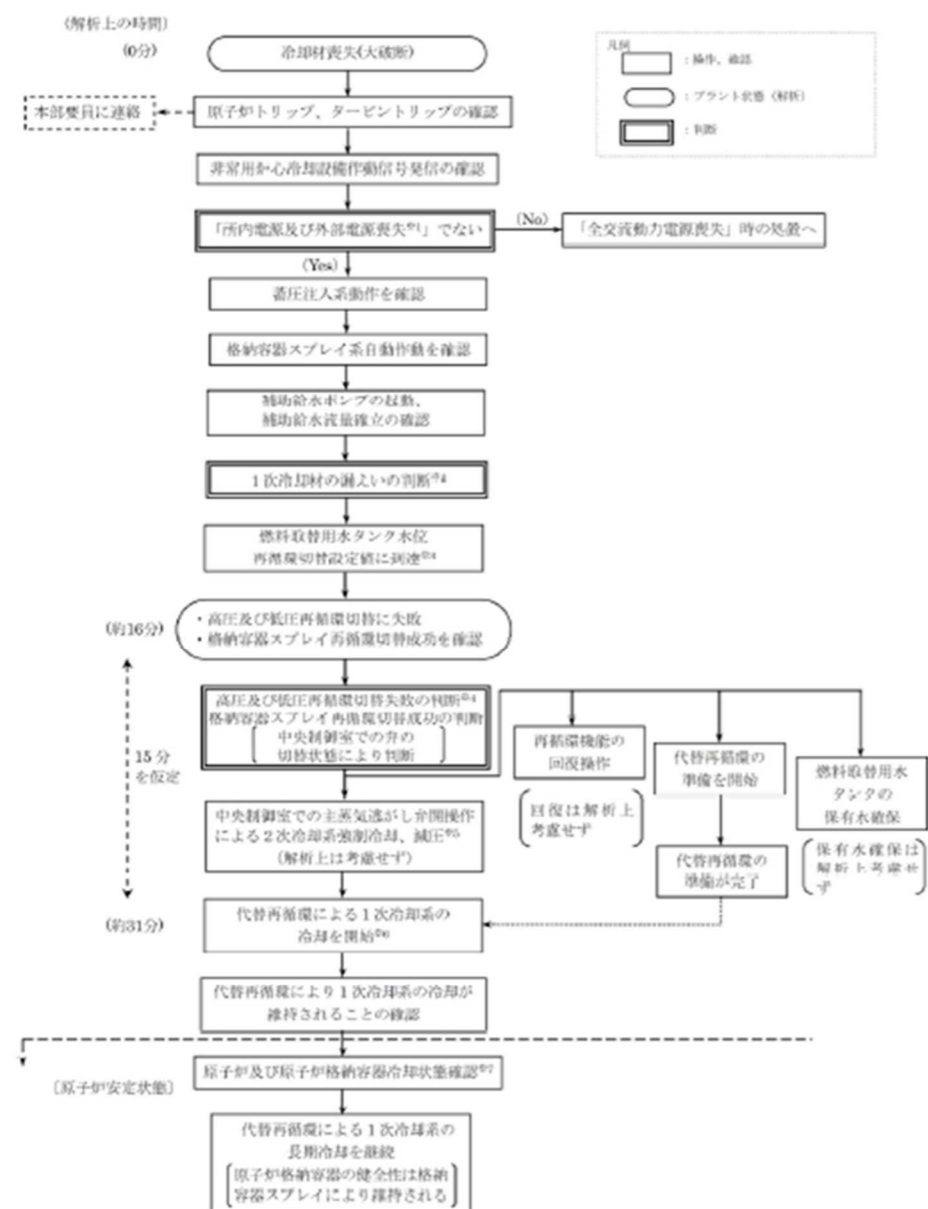 (解析上の時間)
(0分)
冷却材喪失(大破断)
凡例
：操作、確認
：プラント状態（解析）
：判断
本部要員に連絡
原子炉トリップ、タービントリップの確認
非常用炉心冷却設備作動信号発信の確認
「所内電源及び外部電源喪失※1」でない
(No)
「全交流動力電源喪失」時の処置へ
(Yes)
蓄圧注入系動作を確認
格納容器スプレイ系自動作動を確認
補助給水ポンプの起動、
補助給水流量確立の確認
1次冷却材の漏えいの判断※2
燃料取替用水タンク水位
再循環切替設定値に到達※3
(約16分)
・高圧及び低圧再循環切替に失敗
・格納容器スプレイ再循環切替成功を確認
高圧及び低圧再循環切替失敗の判断※4
格納容器スプレイ再循環切替成功の判断
中央制御室での弁の
切替状態により判断
15分
を仮定
再循環機能の
回復操作
回復は解析上
考慮せず
代替再循環の
準備を開始
代替再循環の
準備が完了
燃料取替用水
タンクの
保有水確保
保有水確保は
解析上考慮せ
ず
中央制御室での主蒸気逃がし弁開操作
による2次冷却系強制冷却、減圧※5
(解析上は考慮せず)
(約31分)
代替再循環による1次冷却系の
冷却を開始※6
代替再循環により1次冷却系の冷却が
維持されることの確認
〔原子炉安定状態〕
原子炉及び原子炉格納容器冷却状態確認※7
代替再循環による1次冷却系の
長期冷却を継続
原子炉格納容器の健全性は格納
容器スプレイにより維持される